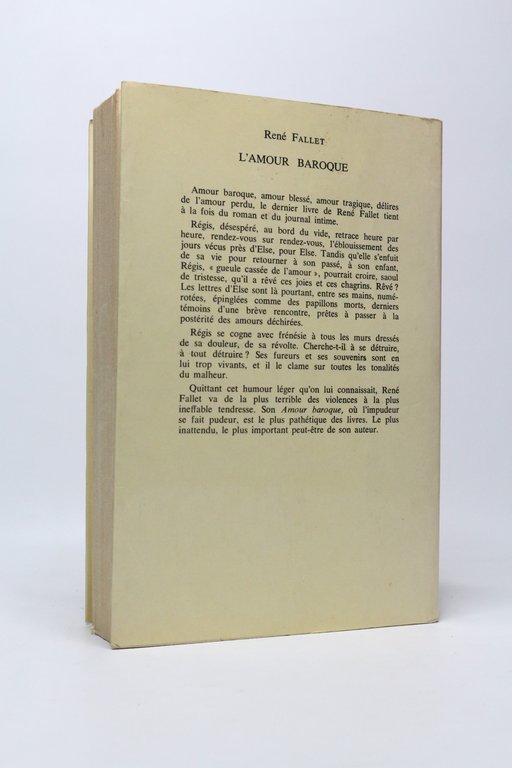 René FALLET
L'AMOUR BAROQUE
Amour baroque, amour blessé, amour tragique, délires
de l'amour perdu, le dernier livre de René Fallet tient
à la fois du roman et du journal intime.
Régis, désespéré, au bord du vide, retrace heure par
heure, rendez-vous sur rendez-vous, l'éblouissement des
jours vécus près d'Else, pour Else. Tandis qu'elle s'enfuit
de sa vie pour retourner à son passé, à son enfant,
Régis, « gueule cassée de l'amour », pourrait croire, saoul
de tristesse, qu'il a rêvé ces joies et ces chagrins. Rêvé ?
Les lettres d'Else sont là pourtant, entre ses mains, numé-
rotées, épinglées comme des papillons morts, derniers
témoins d'une brève rencontre, prêtes à passer à la
postérité des amours déchirées.
Régis se cogne avec frénésie à tous les murs dressés
de sa douleur, de sa révolte. Cherche-t-il à se détruire,
à tout détruire ? Ses fureurs et ses souvenirs sont en
lui trop vivants, et il le clame sur toutes les tonalités
du malheur.
Quittant cet humour léger qu'on lui connaissait, René
Fallet va de la plus terrible des violences à la plus
ineffable tendresse. Son Amour baroque, où l'impudeur
se fait pudeur, est le plus pathétique des livres. Le plus
inattendu, le plus important peut-être de son auteur.